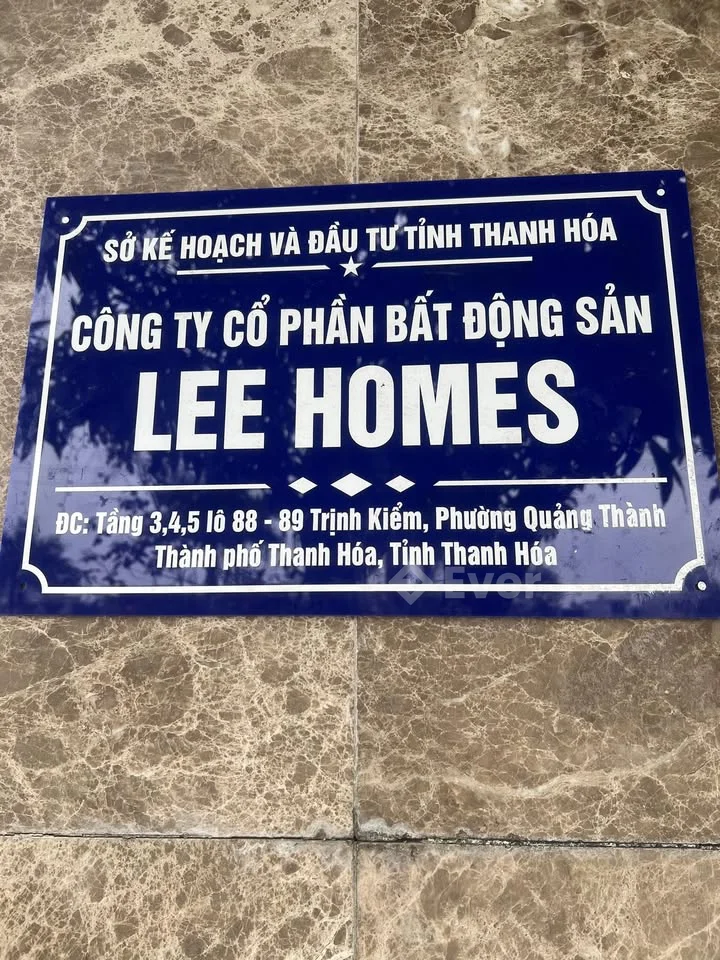 SỞ KẾ HOẠCH VÀ ĐẦU TƯ TỈNH THANH HÓA
CÔNG TY CỔ PHẦN BẤT ĐỘNG SẢN
LEE HOMES
ĐC: Tầng 3,4,5 lô 88 - 89 Trịnh Kiểm, Phường Quảng Thành
Thành phố Thanh Hóa, Tỉnh Thanh Hóa
Ever